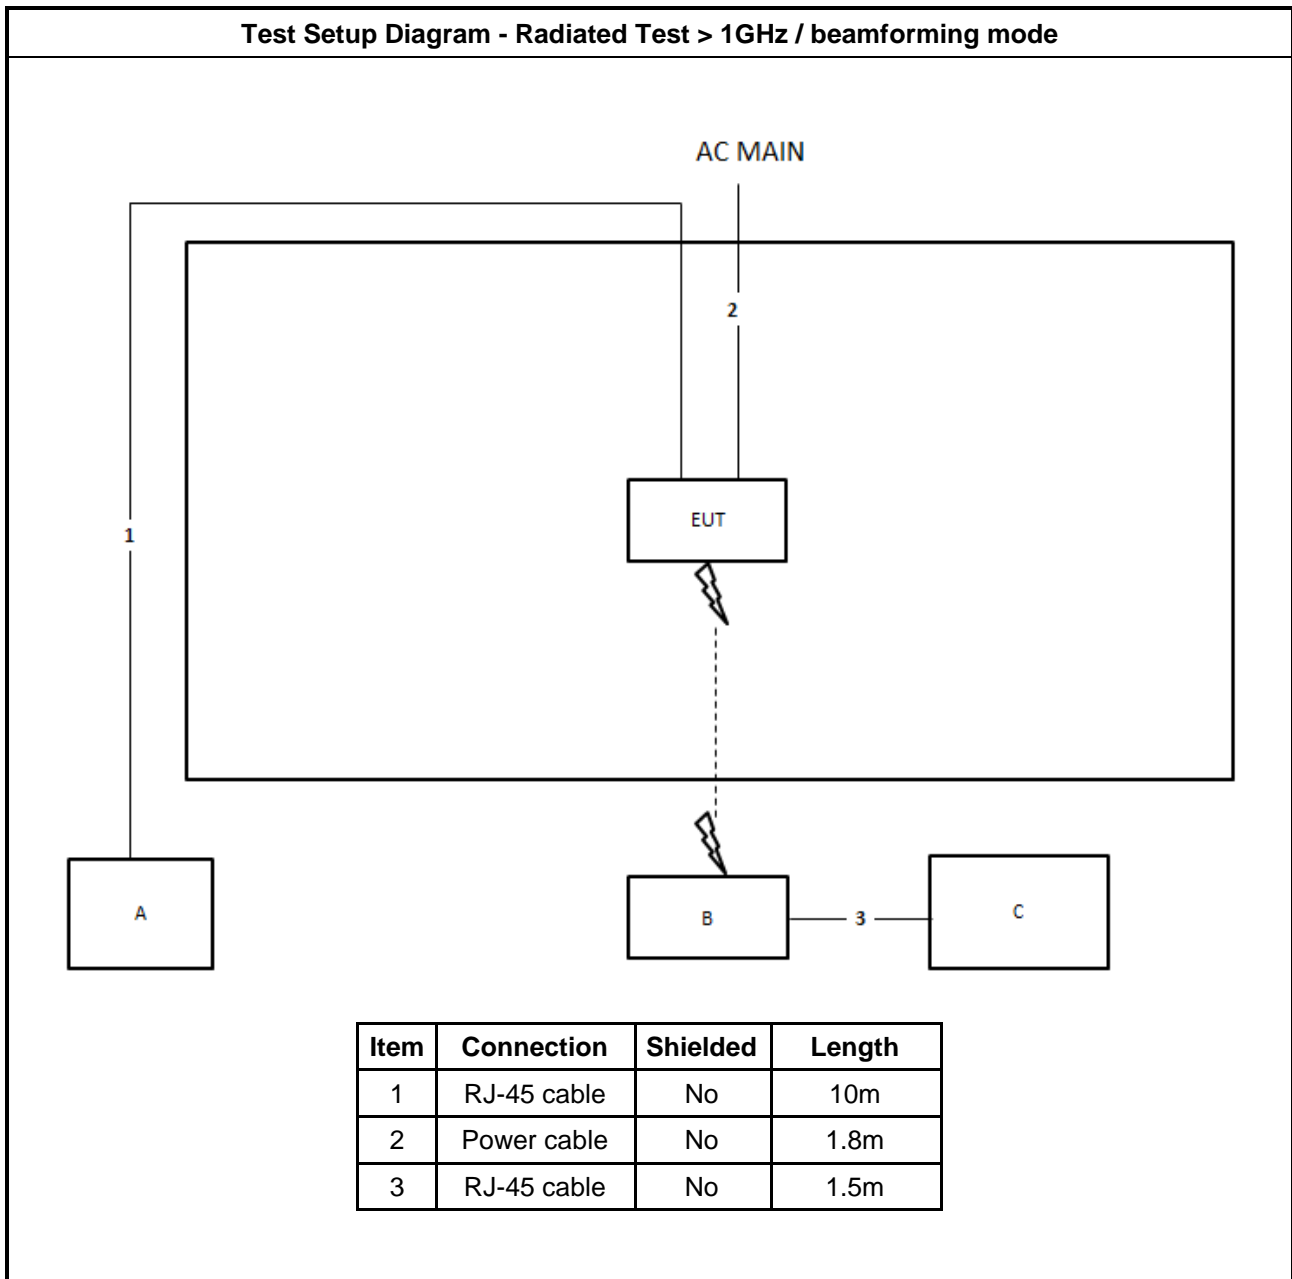 Test Setup Diagram - Radiated Test > 1GHz / beamforming mode
AC MAIN
2
EUT
1
A
B
3
C
Item Connection Shielded Length
1 RJ-45 cable No 10m
2 Power cable No 1.8m
3 RJ-45 cable No 1.5m